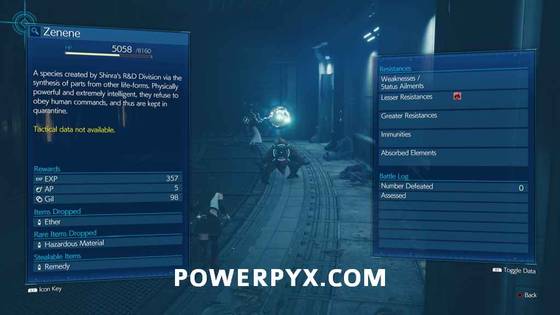 Zenene
HP 5058 / 8160
A species created by Shinra's R&D Division via the
synthesis of parts from other life-forms. Physically
powerful and extremely intelligent, they refuse to
obey human commands, and thus are kept in
quarantine.
Tactical data not available.
Rewards
EXP 357
AP 5
Gil 98
Items Dropped
Ether
Rare Items Dropped
Hazardous Material
Stealable Items
Remedy
Icon Key
Resistances
Weaknesses /
Status Ailments
Lesser Resistances
Greater Resistances
Immunities
Absorbed Elements
Battle Log
Number Defeated 0
Assessed
Toggle Data
Back
POWERPYX.COM